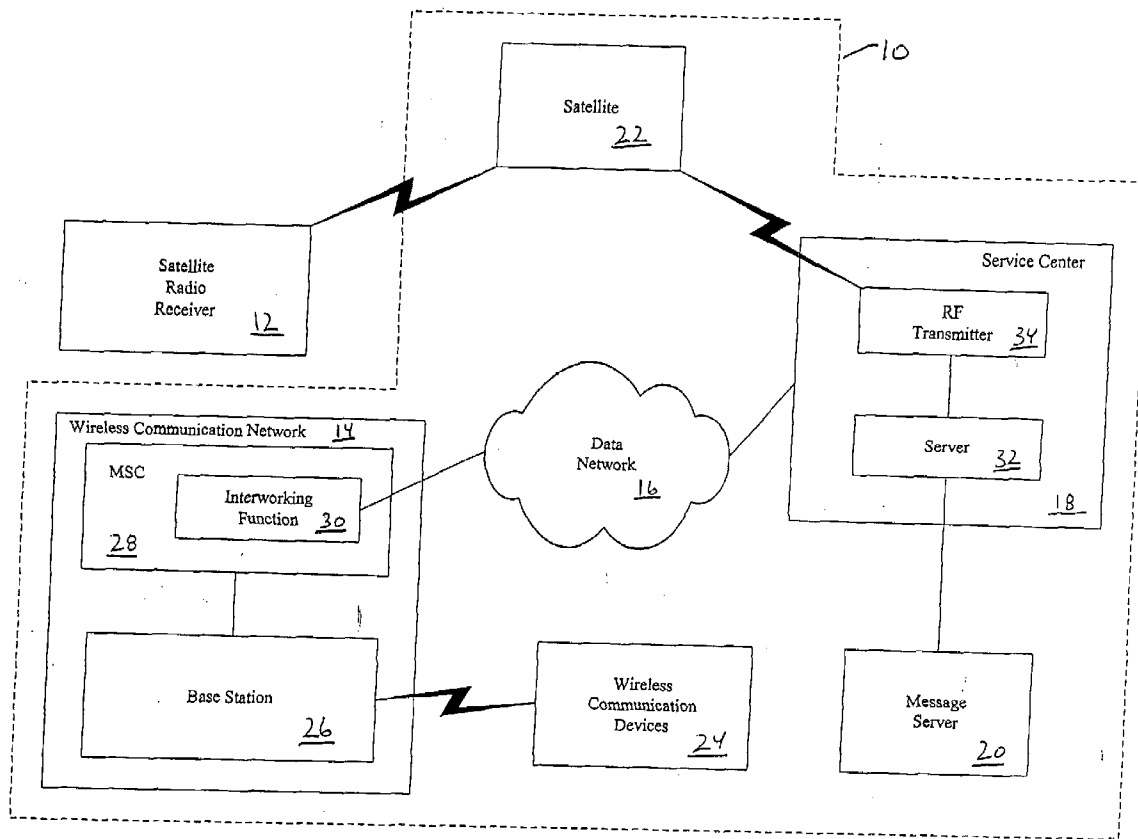 10
Satellite
22
Satellite
Radio
Receiver
12
Service Center
RF
Transmitter
34
Server
32
18
Wireless Communication Network 14
MSC
Interworking
Function
30
28
Data
Network
16
Base Station
26
Wireless
Communication
Devices
24
Message
Server
20